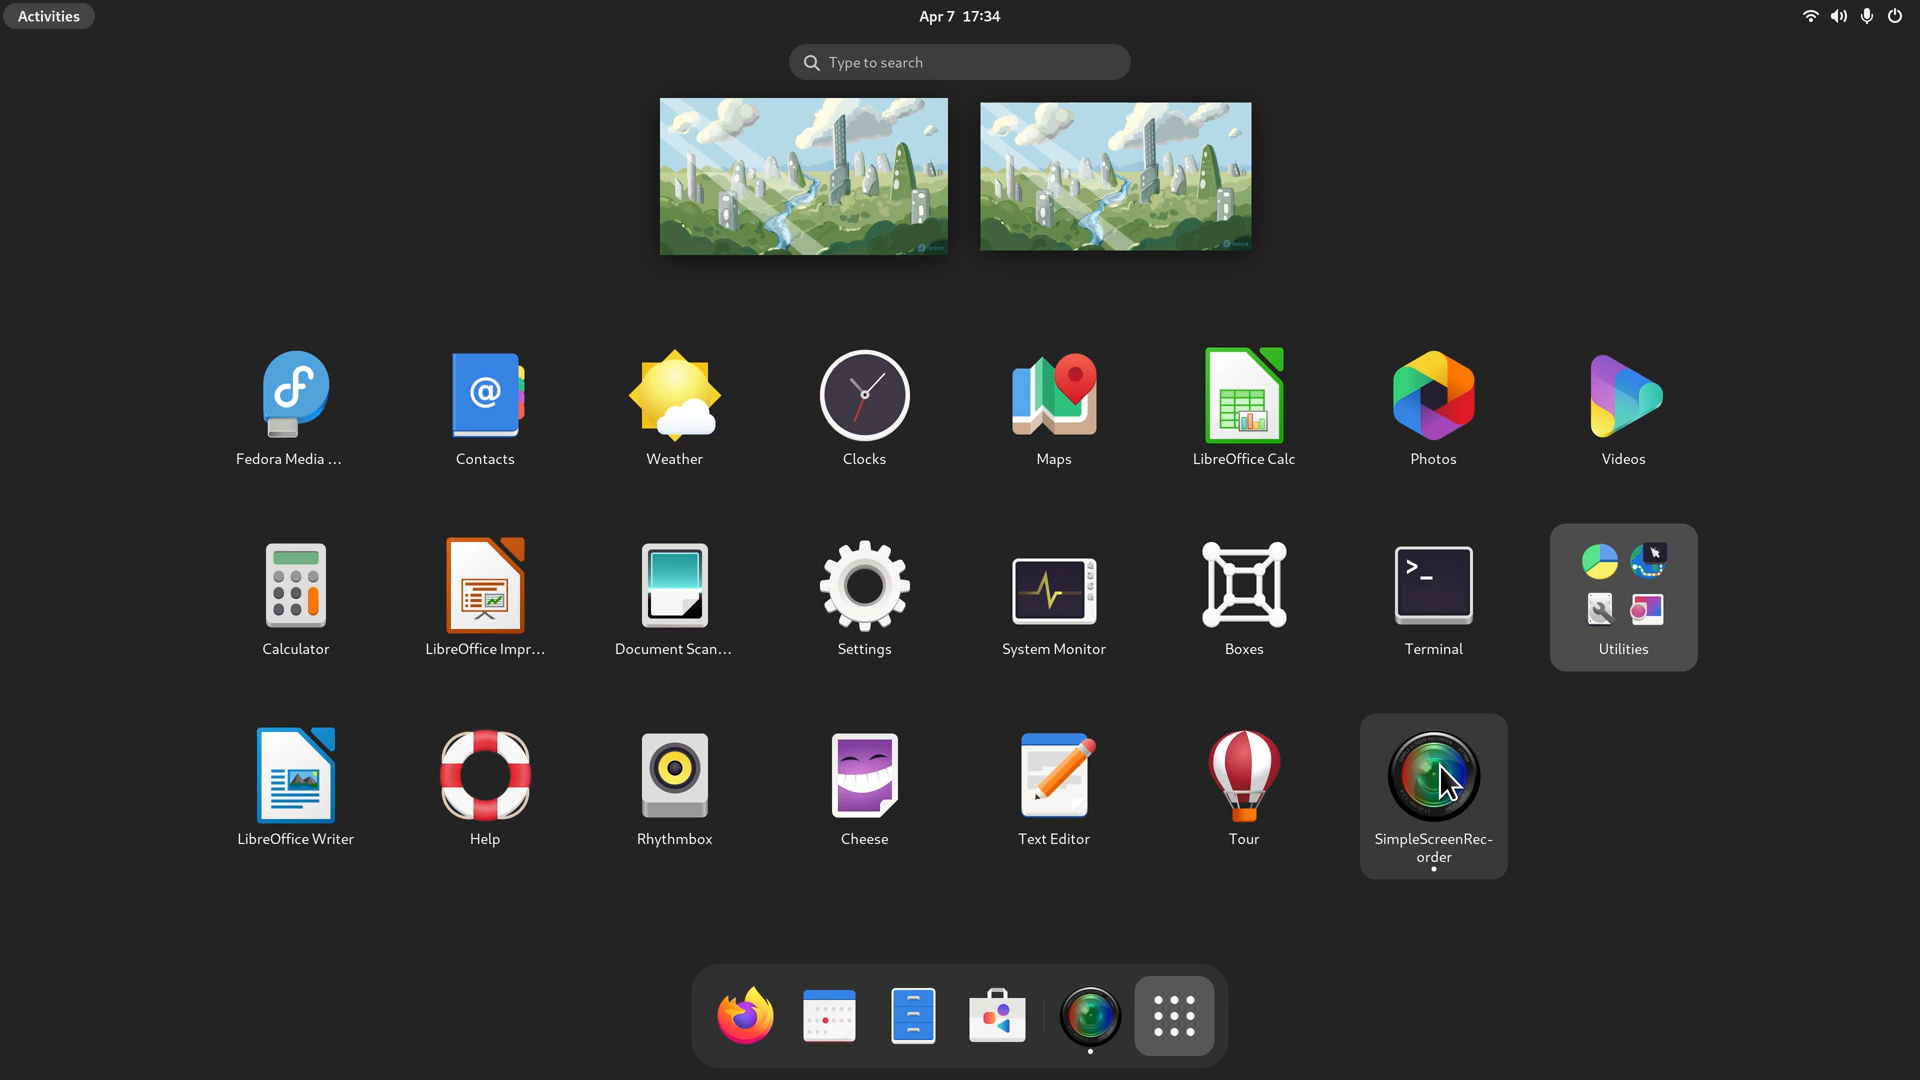 Activities
Apr 7 17:34
Type to search
Fedora Media ...
Contacts
Weather
Clocks
Maps
LibreOffice Calc
Photos
Videos
Calculator
LibreOffice Impr...
Document Scan...
Settings
System Monitor
Boxes
Terminal
Utilities
LibreOffice Writer
Help
Rhythmbox
Cheese
Text Editor
Tour
SimpleScreenRec-
order